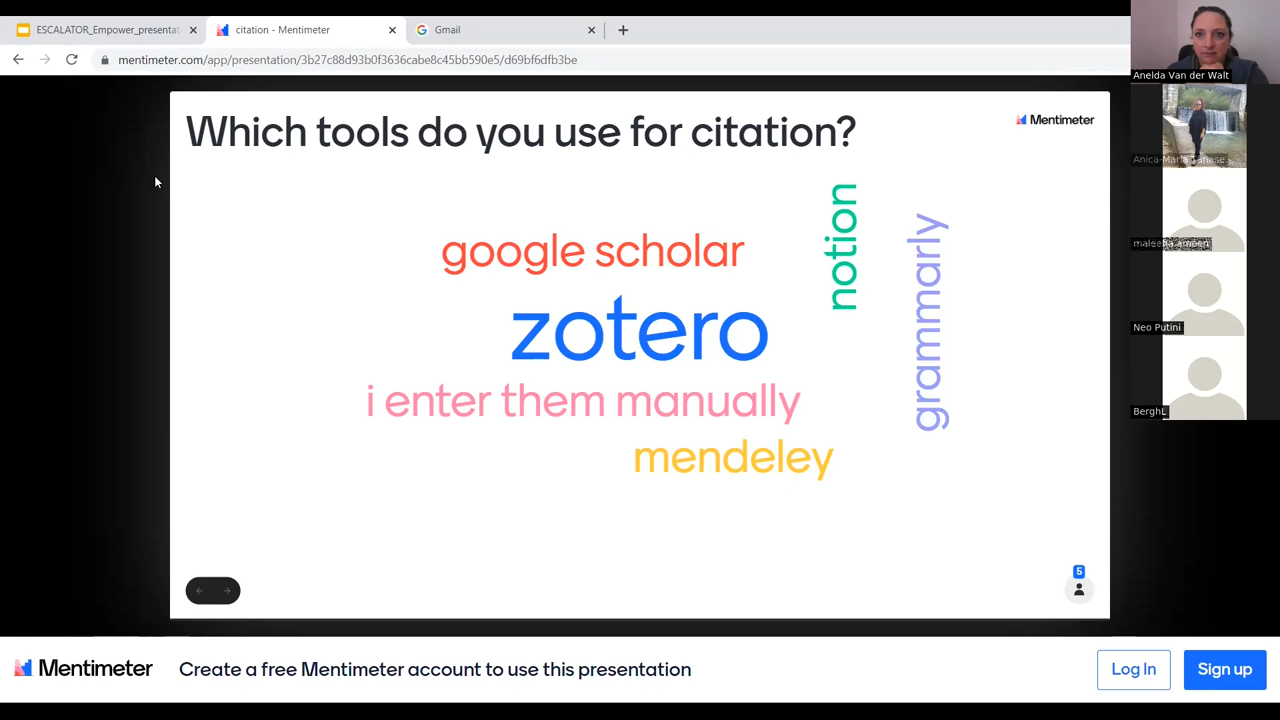 ESCALATOR_Empower_presentat
citation - Mentimeter
Gmail
mentimeter.com/app/presentation/3b27c88d93b0f3636cabe8c45bb590e5/d69bf6dfb3be
Anelda Van der Walt
Which tools do you use for citation?
Mentimeter
notion
google scholar
grammarly
zotero
i enter them manually
mendeley
Neo Putini
BerghL
5
Mentimeter
Create a free Mentimeter account to use this presentation
Log In
Sign up